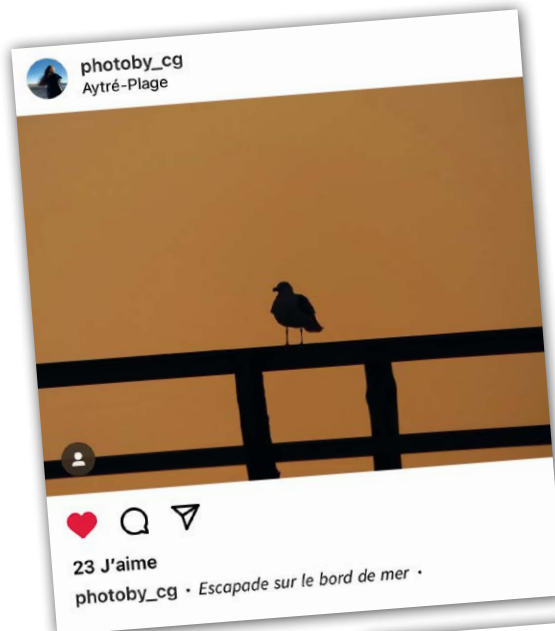 photoby_cg
Aytré-Plage
23 J'aime
photoby_cg • Escapade sur le bord de mer •